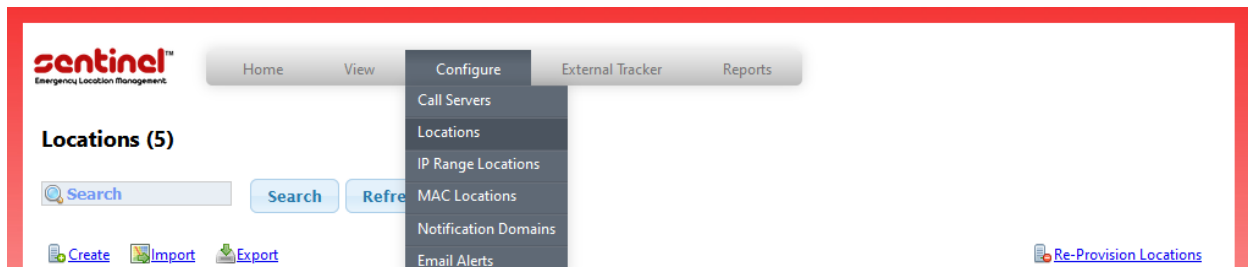 sentinel™
Emergency Location Management
Home View Configure External Tracker Reports
Call Servers
Locations
IP Range Locations
MAC Locations
Notification Domains
Email Alerts
Locations (5)
Search Search Refre
Create Import Export Re-Provision Locations